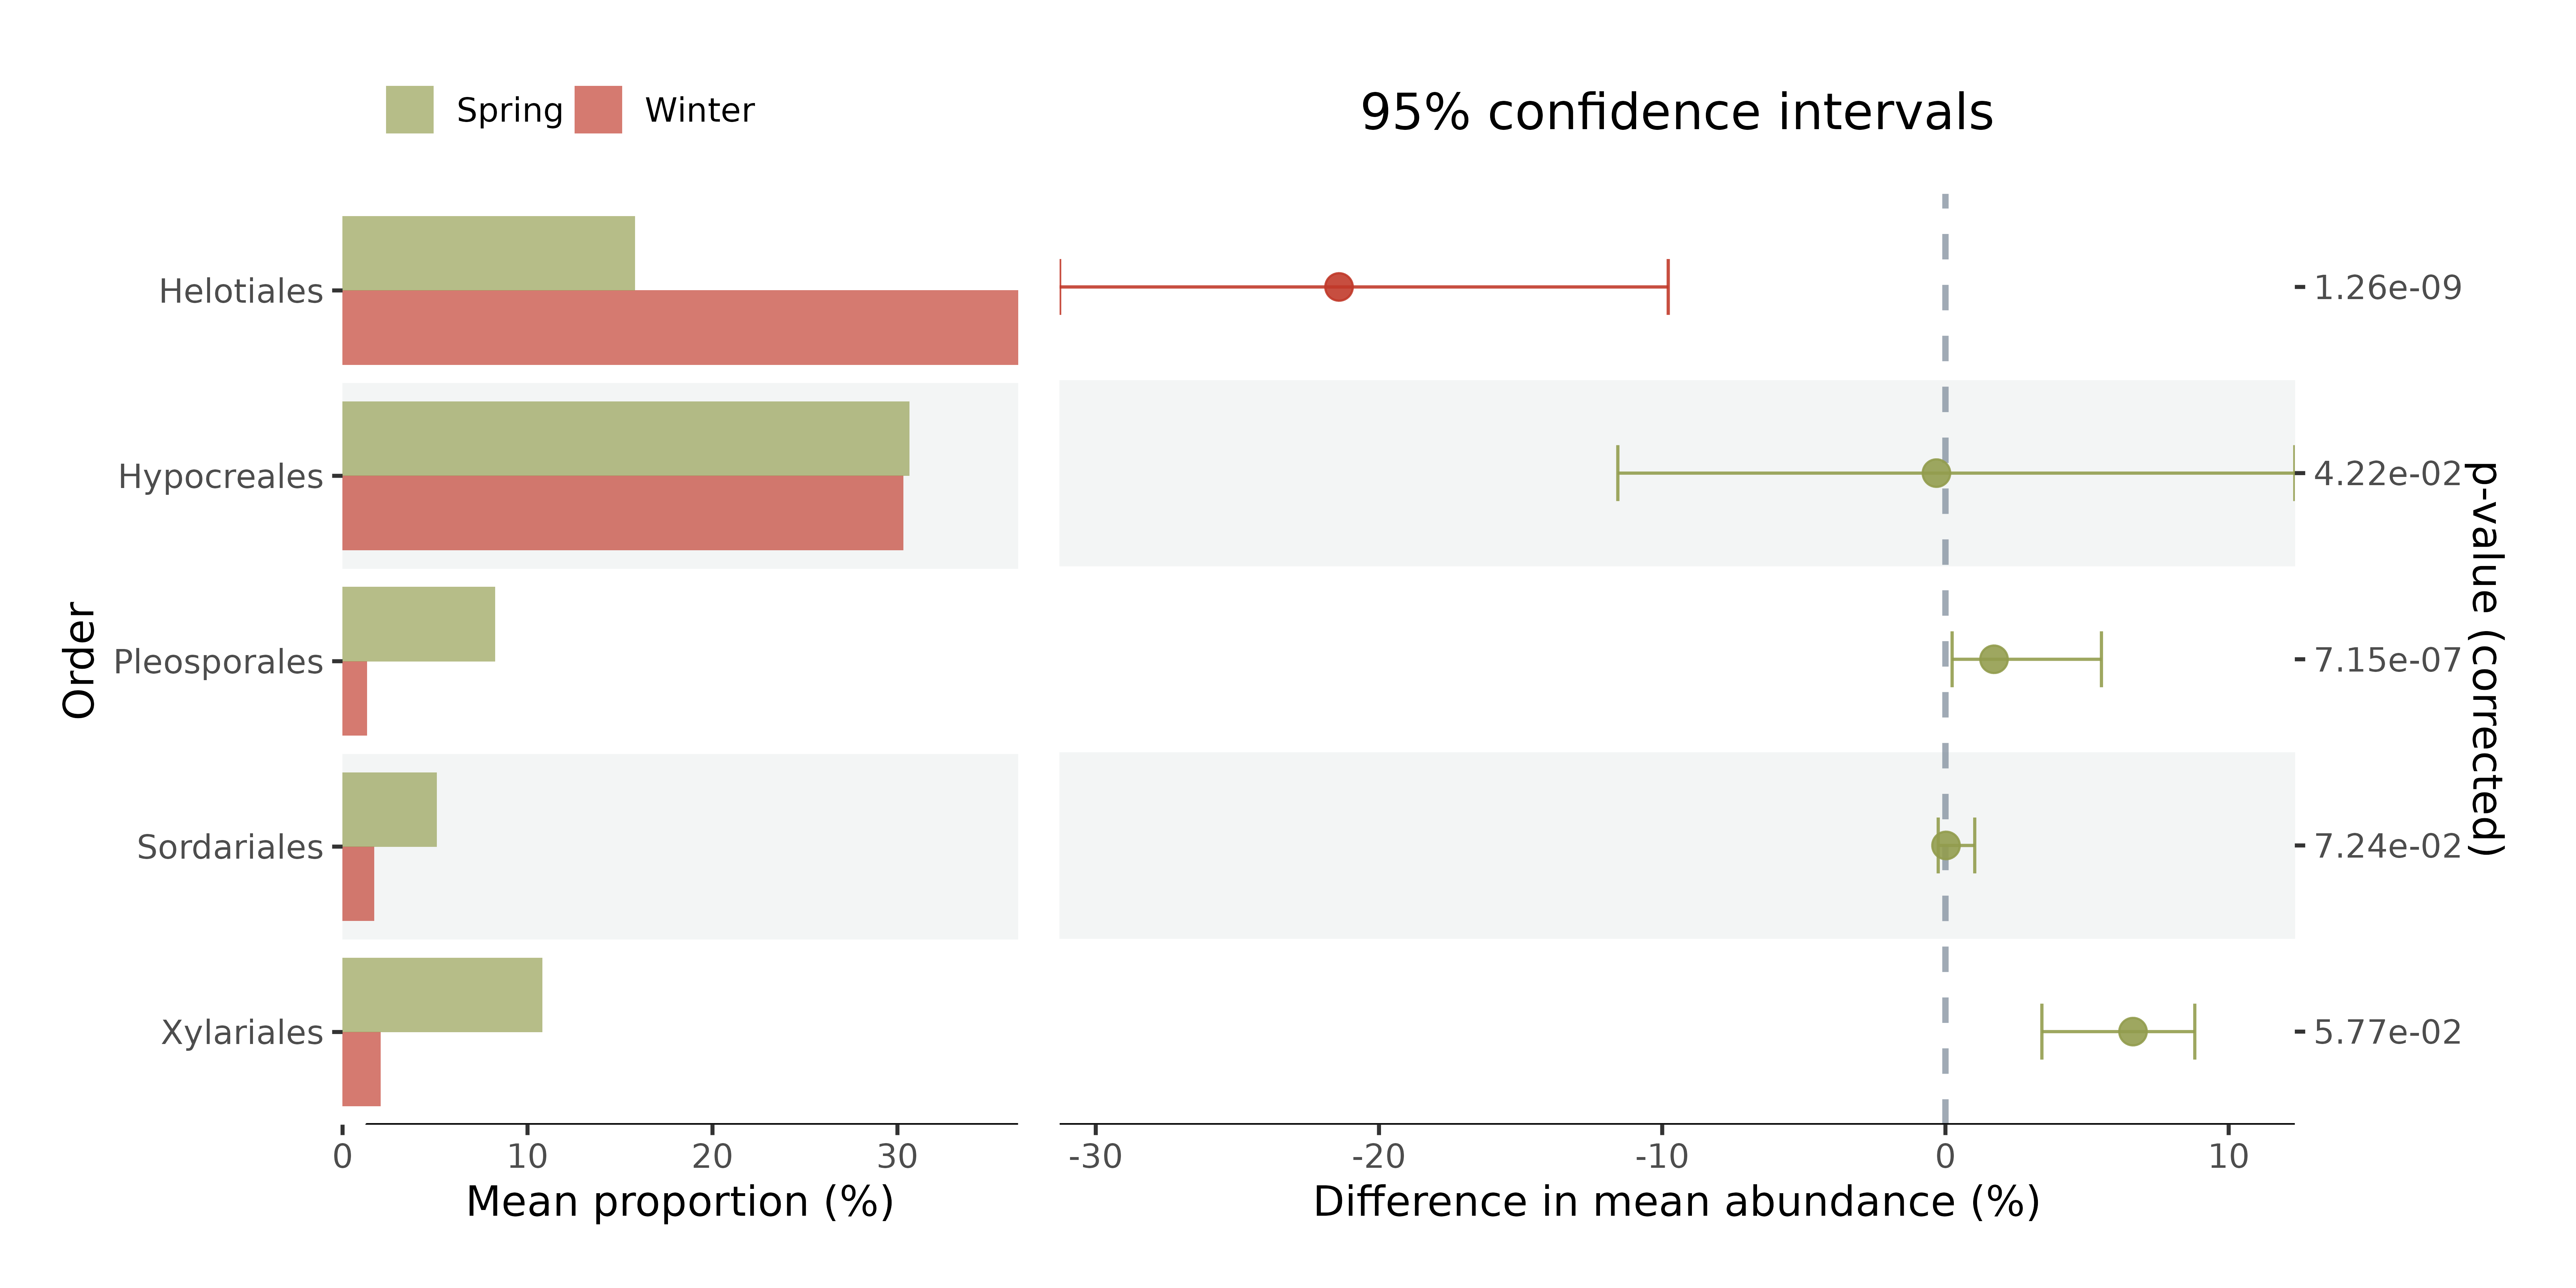 Spring
Winter
95% confidence intervals
Order
Helotiales
Hypocreales
Pleosporales
Sordariales
Xylariales
0 10 20 30
Mean proportion (%)
-30 -20 -10 0 10
Difference in mean abundance (%)
1.26e-09
4.22e-02
7.15e-07
7.24e-02
5.77e-02
p-value (corrected)